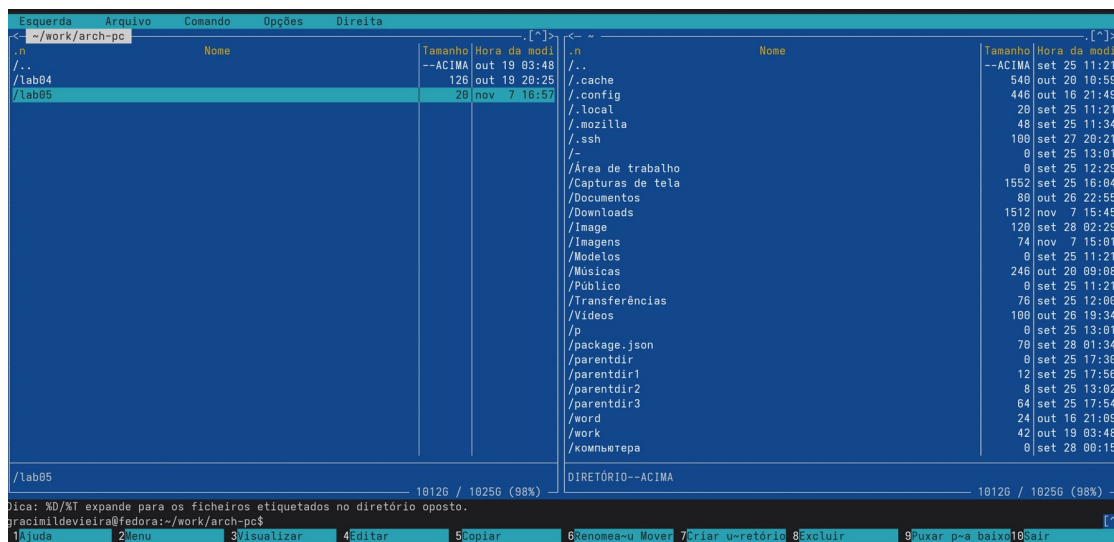 Esquerda Arquivo Comando Opções Direita
<— ~/work/arch-pc .[^]>
.n Nome Tamanho Hora da modi
/.. --ACIMA out 19 03:48
/lab04 126 out 19 20:25
/lab05 20 nov 7 16:57
/lab05
1012G / 1025G (98%)
<— ~ .[^]>
.n Nome Tamanho Hora da modi
/.. --ACIMA set 25 11:21
/.cache 540 out 20 10:59
/.config 446 out 16 21:49
/.local 20 set 25 11:21
/.mozilla 48 set 25 11:34
/.ssh 100 set 27 20:21
/- 0 set 25 13:01
/Área de trabalho 0 set 25 12:29
/Capturas de tela 1552 set 25 16:04
/Documentos 80 out 26 22:55
/Downloads 1512 nov 7 15:45
/Image 120 set 28 02:29
/Imagens 74 nov 7 15:01
/Modelos 0 set 25 11:21
/Músicas 246 out 20 09:08
/Público 0 set 25 11:21
/Transferências 76 set 25 12:00
/Vídeos 100 out 26 19:34
/p 0 set 25 13:01
/package.json 70 set 28 01:34
/parentdir 0 set 25 17:30
/parentdir1 12 set 25 17:56
/parentdir2 8 set 25 13:02
/parentdir3 64 set 25 17:54
/word 24 out 16 21:09
/work 42 out 19 03:48
/компьютера 0 set 28 00:15
DIRETÓRIO--ACIMA
1012G / 1025G (98%)
Dica: %D/%T expande para os ficheiros etiquetados no diretório oposto.
gracimildevieira@fedora:~/work/arch-pc$ [^
1Ajuda 2Menu 3Visualizar 4Editar 5Copiar 6Renomea~u Mover 7Criar u~retório 8Excluir 9Puxar p~a baixo 10Sair